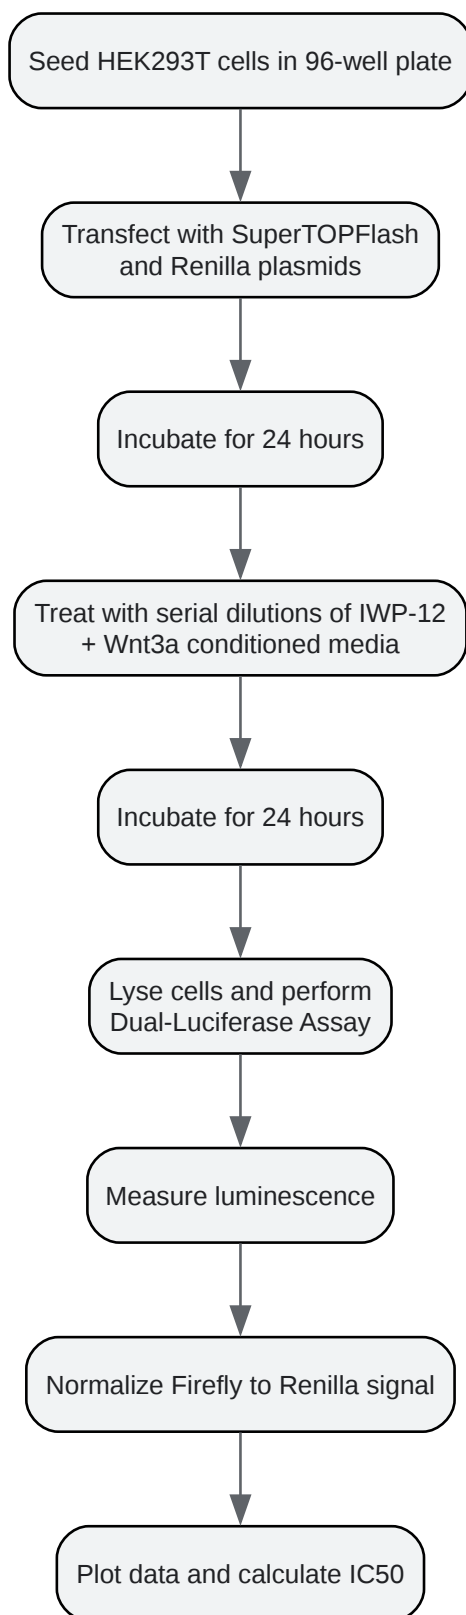 Seed HEK293T cells in 96-well plate
Transfect with SuperTOPFlash
and Renilla plasmids
Incubate for 24 hours
Treat with serial dilutions of IWP-12
+ Wnt3a conditioned media
Incubate for 24 hours
Lyse cells and perform
Dual-Luciferase Assay
Measure luminescence
Normalize Firefly to Renilla signal
Plot data and calculate IC50